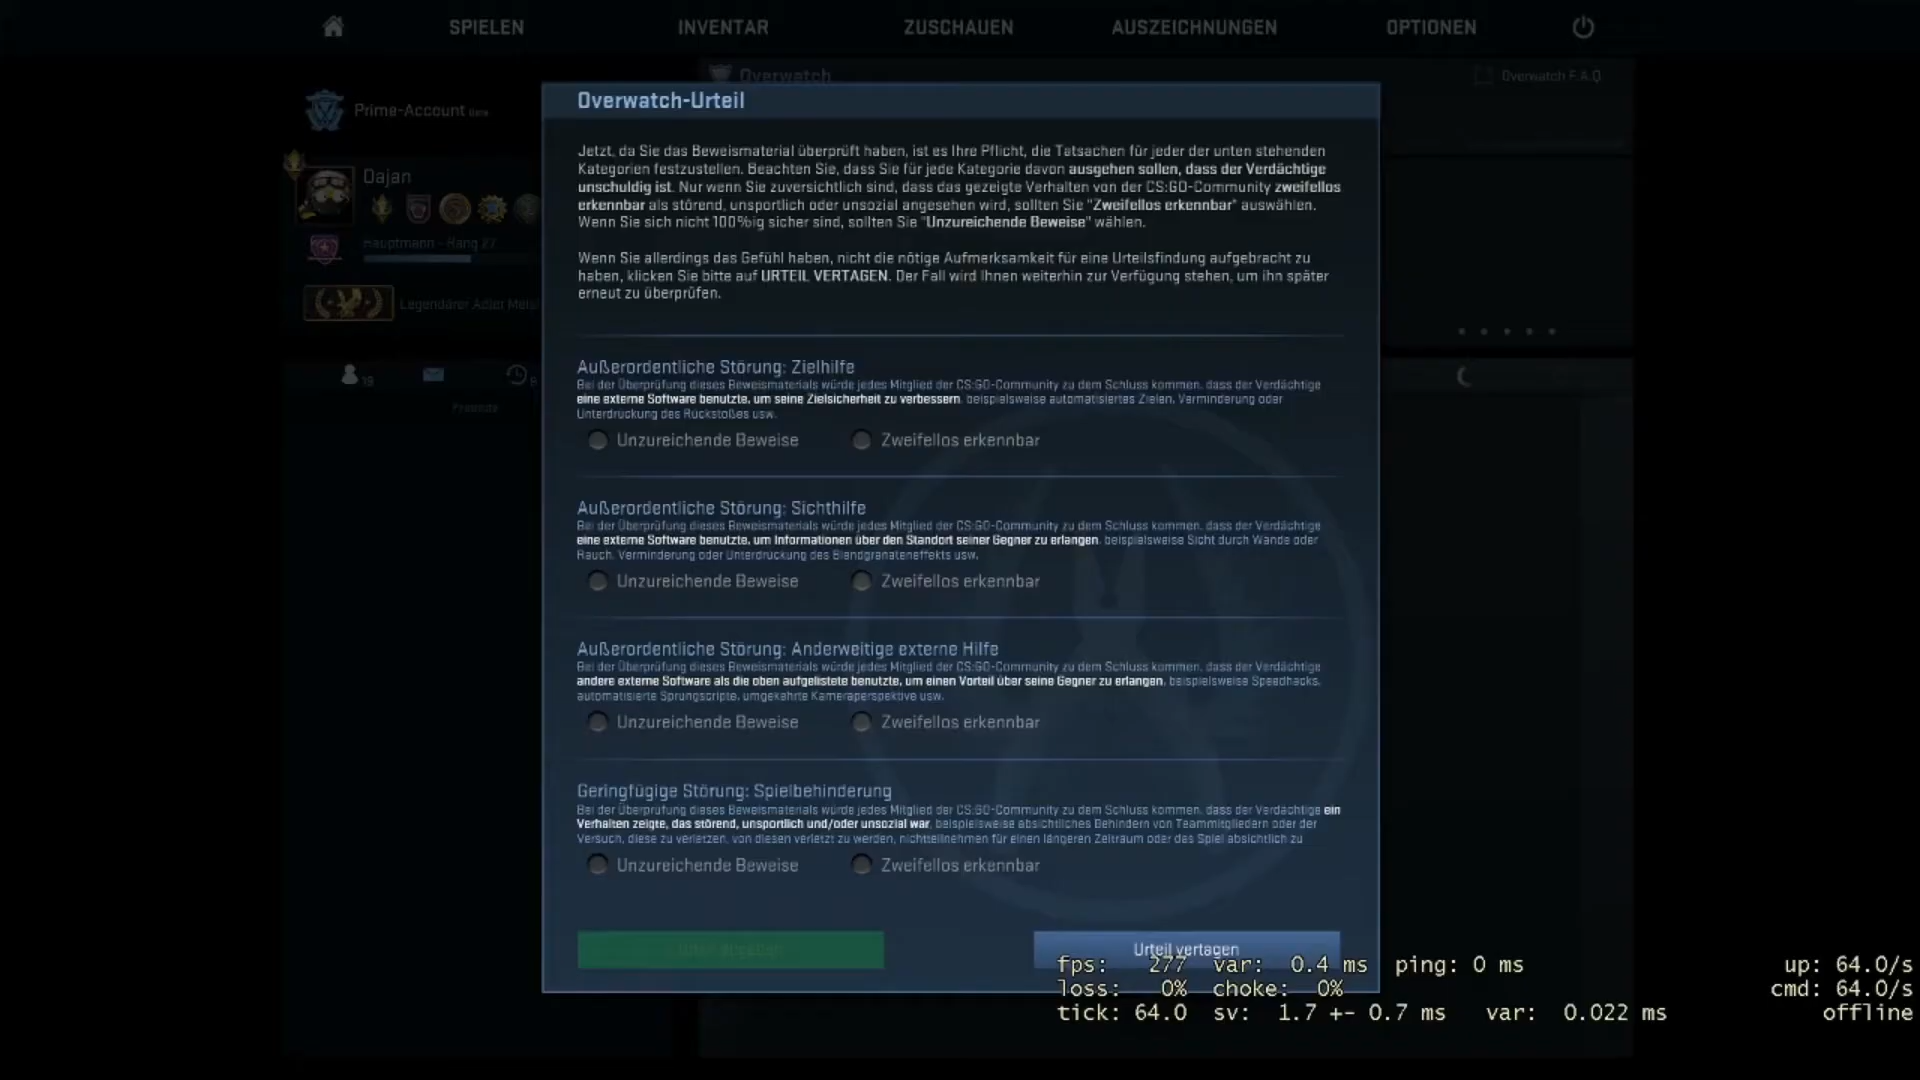 SPIELEN INVENTAR ZUSCHAUEN AUSZEICHNUNGEN OPTIONEN
Overwatch
Overwatch F.A.Q.
Prime-Account
Dajan
Hauptmann - Rang 27
Legendärer Adler
19
Overwatch-Urteil
Jetzt, da Sie das Beweismaterial überprüft haben, ist es Ihre Pflicht, die Tatsachen für jeder der unten stehenden
Kategorien festzustellen. Beachten Sie, dass Sie für jede Kategorie davon ausgehen sollen, dass der Verdächtige
unschuldig ist. Nur wenn Sie zuversichtlich sind, dass das gezeigte Verhalten von der CS:GO-Community zweifellos
erkennbar als störend, unsportlich oder unsozial angesehen wird, sollten Sie "Zweifellos erkennbar" auswählen.
Wenn Sie sich nicht 100%ig sicher sind, sollten Sie "Unzureichende Beweise" wählen.
Wenn Sie allerdings das Gefühl haben, nicht die nötige Aufmerksamkeit für eine Urteilsfindung aufgebracht zu
haben, klicken Sie bitte auf URTEIL VERTAGEN. Der Fall wird Ihnen weiterhin zur Verfügung stehen, um ihn später
erneut zu überprüfen.
Außerordentliche Störung: Zielhilfe
Bei der Überprüfung dieses Beweismaterials würde jedes Mitglied der CS:GO-Community zu dem Schluss kommen, dass der Verdächtige
eine externe Software benutzte, um seine Zielsicherheit zu verbessern, beispielsweise automatisiertes Zielen, Verminderung oder
Unterdrückung des Rückstoßes usw.
Unzureichende Beweise Zweifellos erkennbar
Außerordentliche Störung: Sichthilfe
Bei der Überprüfung dieses Beweismaterials würde jedes Mitglied der CS:GO-Community zu dem Schluss kommen, dass der Verdächtige
eine externe Software benutzte, um Informationen über den Standort seiner Gegner zu erlangen, beispielsweise Sicht durch Wände oder
Rauch, Verminderung oder Unterdrückung des Blendgranateneffekts usw.
Unzureichende Beweise Zweifellos erkennbar
Außerordentliche Störung: Anderweitige externe Hilfe
Bei der Überprüfung dieses Beweismaterials würde jedes Mitglied der CS:GO-Community zu dem Schluss kommen, dass der Verdächtige
andere externe Software als die oben aufgelistete benutzte, um einen Vorteil über seine Gegner zu erlangen, beispielsweise Speedhacks,
automatisierte Sprungscripte, umgekehrte Kameraperspektive usw.
Unzureichende Beweise Zweifellos erkennbar
Geringfügige Störung: Spielbehinderung
Bei der Überprüfung dieses Beweismaterials würde jedes Mitglied der CS:GO-Community zu dem Schluss kommen, dass der Verdächtige ein
Verhalten zeigte, das störend, unsportlich und/oder unsozial war, beispielsweise absichtliches Behindern von Teammitgliedern oder der
Versuch, diese zu verletzen, von diesen verletzt zu werden, nichtteilnehmen für einen längeren Zeitraum oder das Spiel absichtlich zu
Unzureichende Beweise Zweifellos erkennbar
Urteil vertagen
fps: 277 var: 0.4 ms ping: 0 ms
loss: 0% choke: 0%
tick: 64.0 sv: 1.7 +- 0.7 ms var: 0.022 ms
up: 64.0/s
cmd: 64.0/s
offline